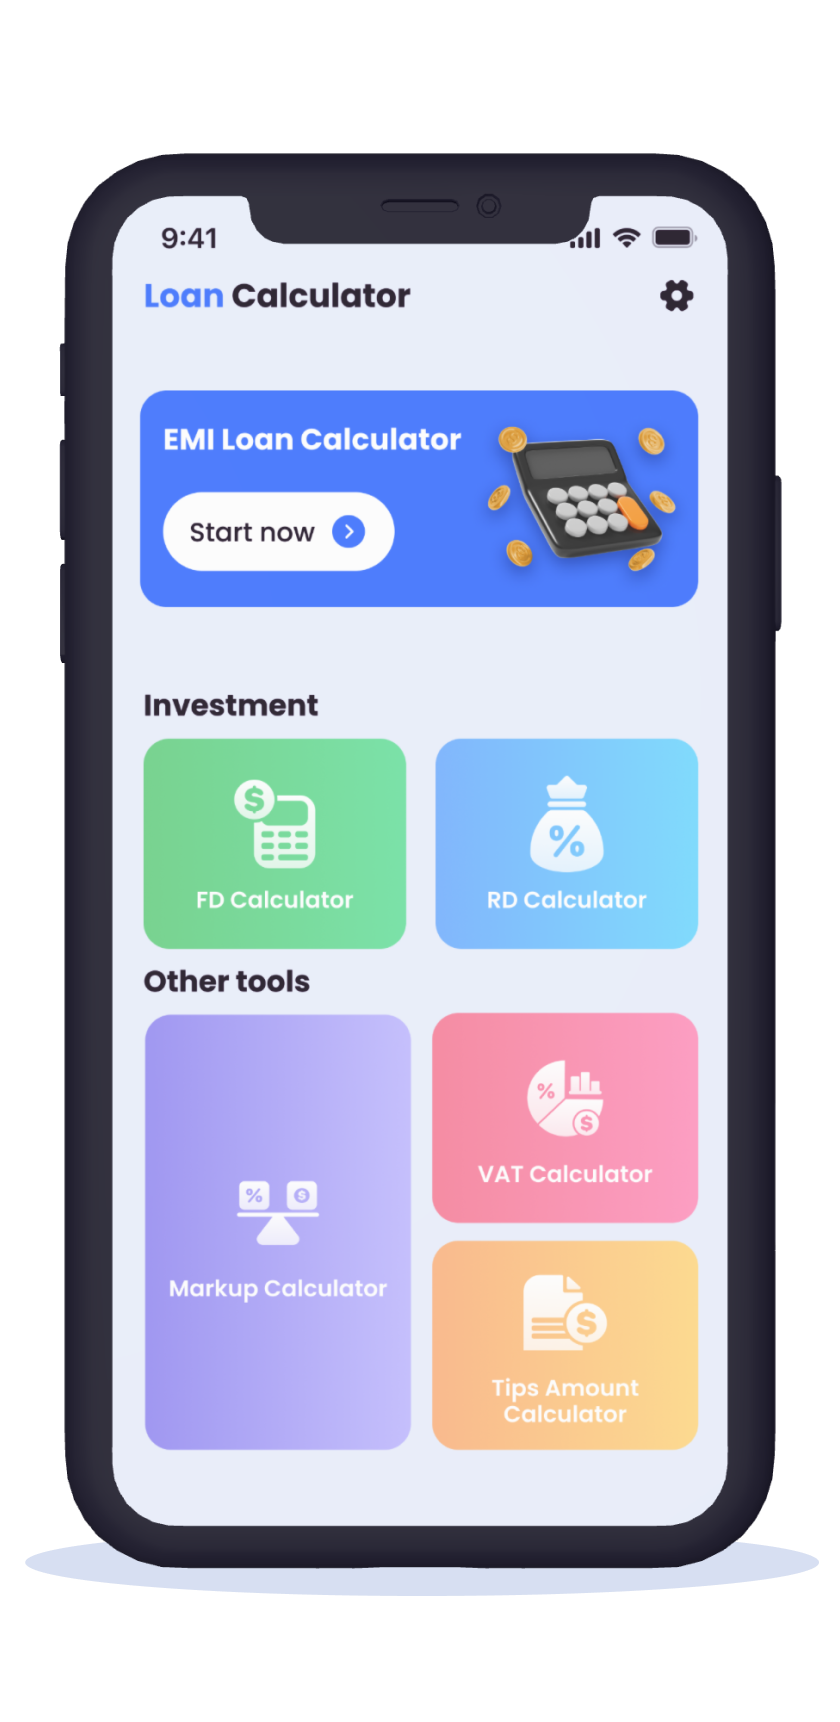 9:41
Loan Calculator
EMI Loan Calculator
Start now
Investment
$
%
FD Calculator
RD Calculator
Other tools
%
$
VAT Calculator
% $
Markup Calculator
$
Tips Amount
Calculator